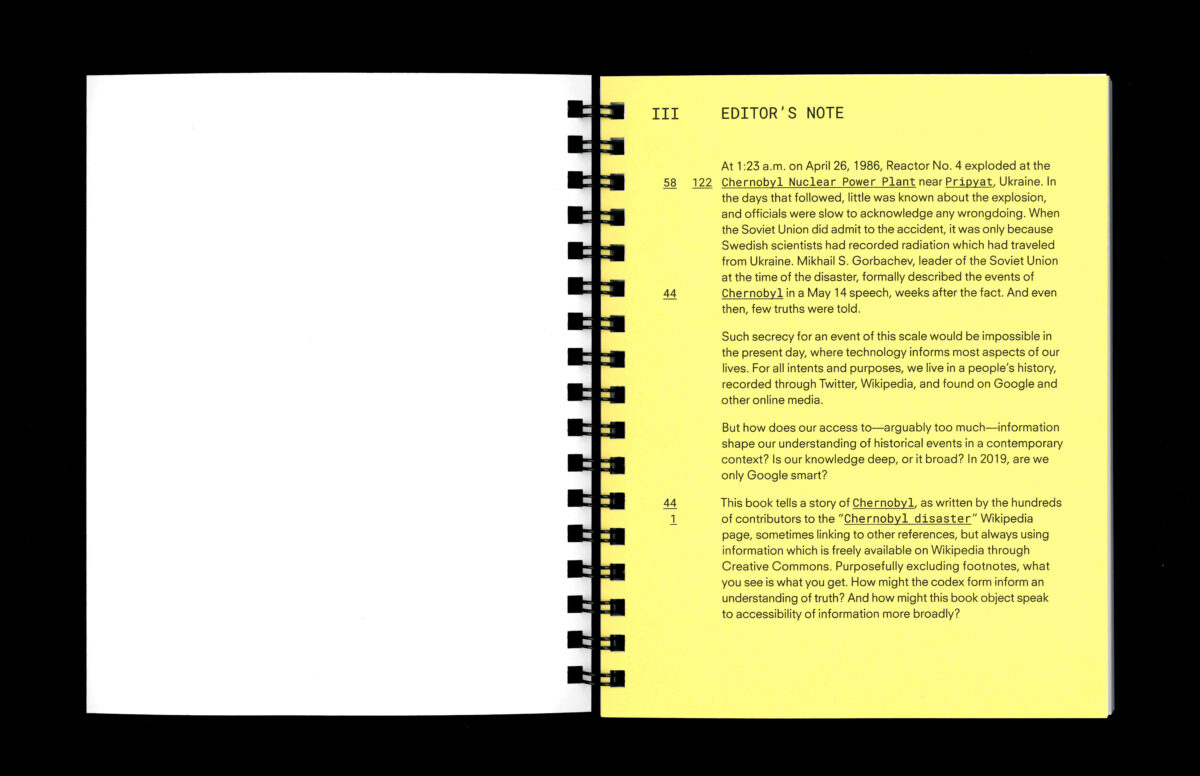 III EDITOR'S NOTE
At 1:23 a.m. on April 26, 1986, Reactor No. 4 exploded at the
58 122 Chernobyl Nuclear Power Plant near Pripyat, Ukraine. In
the days that followed, little was known about the explosion,
and officials were slow to acknowledge any wrongdoing. When
the Soviet Union did admit to the accident, it was only because
Swedish scientists had recorded radiation which had traveled
from Ukraine. Mikhail S. Gorbachev, leader of the Soviet Union
at the time of the disaster, formally described the events of
44 Chernobyl in a May 14 speech, weeks after the fact. And even
then, few truths were told.
Such secrecy for an event of this scale would be impossible in
the present day, where technology informs most aspects of our
lives. For all intents and purposes, we live in a people's history,
recorded through Twitter, Wikipedia, and found on Google and
other online media.
But how does our access to—arguably too much—information
shape our understanding of historical events in a contemporary
context? Is our knowledge deep, or it broad? In 2019, are we
only Google smart?
44 This book tells a story of Chernobyl, as written by the hundreds
1 of contributors to the "Chernobyl disaster" Wikipedia
page, sometimes linking to other references, but always using
information which is freely available on Wikipedia through
Creative Commons. Purposefully excluding footnotes, what
you see is what you get. How might the codex form inform an
understanding of truth? And how might this book object speak
to accessibility of information more broadly?